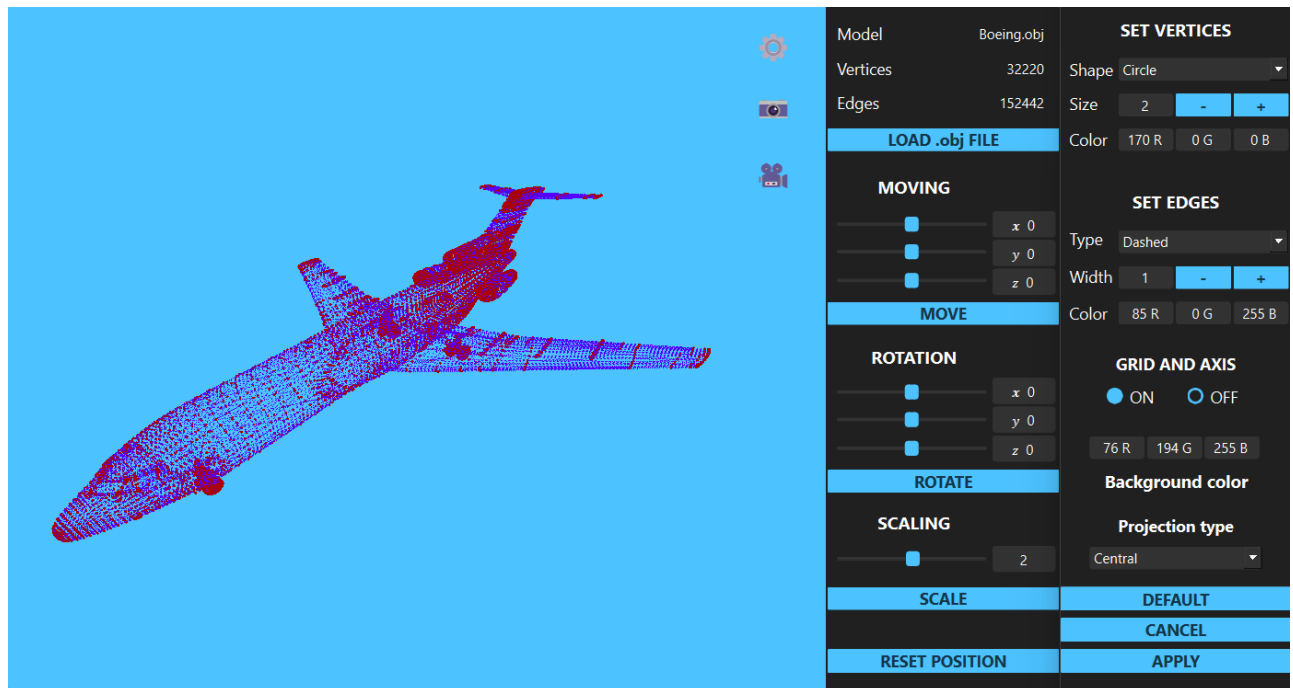 Model Boeing.obj
Vertices 32220
Edges 152442
LOAD .obj FILE
MOVING
x 0
y 0
z 0
MOVE
ROTATION
x 0
y 0
z 0
ROTATE
SCALING
2
SCALE
RESET POSITION
SET VERTICES
Shape Circle
Size 2 - +
Color 170 R 0 G 0 B
SET EDGES
Type Dashed
Width 1 - +
Color 85 R 0 G 255 B
GRID AND AXIS
ON OFF
76 R 194 G 255 B
Background color
Projection type
Central
DEFAULT
CANCEL
APPLY